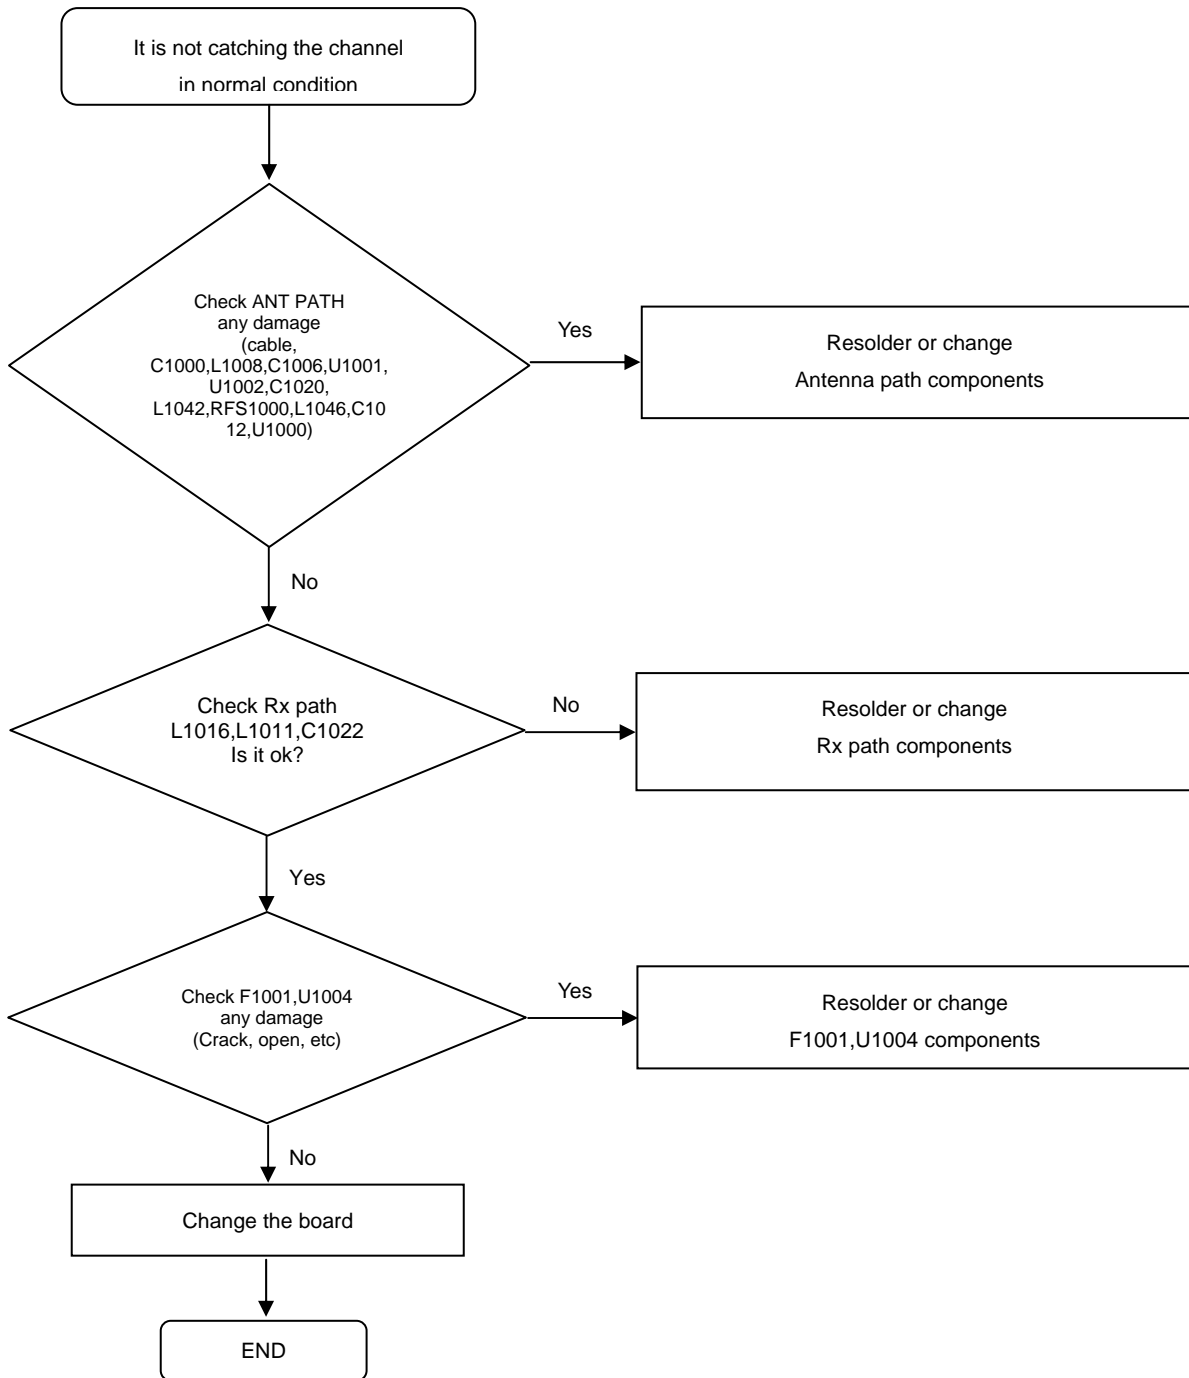 It is not catching the channel
in normal condition
Check ANT PATH
any damage
(cable,
C1000,L1008,C1006,U1001,
U1002,C1020,
L1042,RFS1000,L1046,C10
12,U1000)
Yes
Resolder or change
Antenna path components
No
Check Rx path
L1016,L1011,C1022
Is it ok?
No
Resolder or change
Rx path components
Yes
Check F1001,U1004
any damage
(Crack, open, etc)
Yes
Resolder or change
F1001,U1004 components
No
Change the board
END